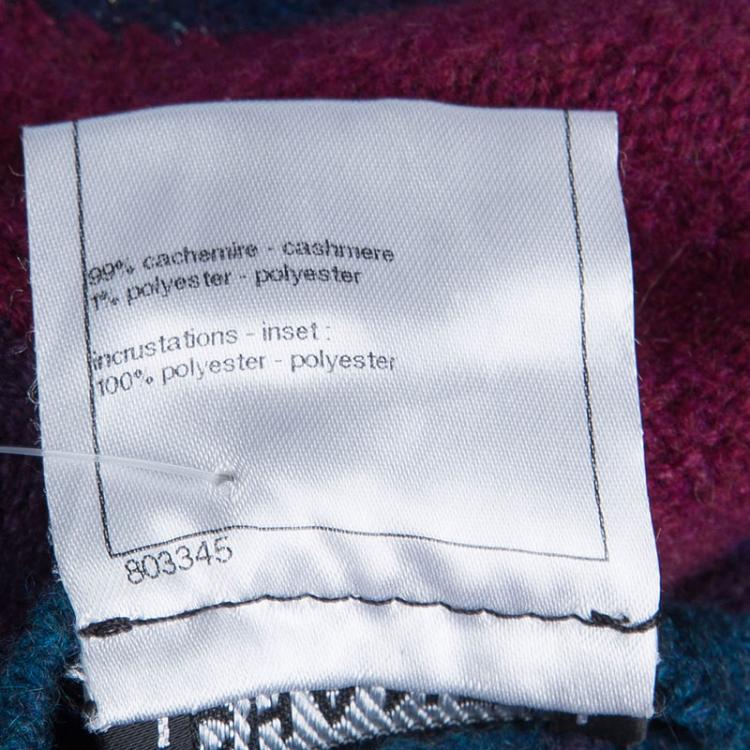 99% cachemire - cashmere
1% polyester - polyester
incrustations - inset :
100% polyester - polyester
803345